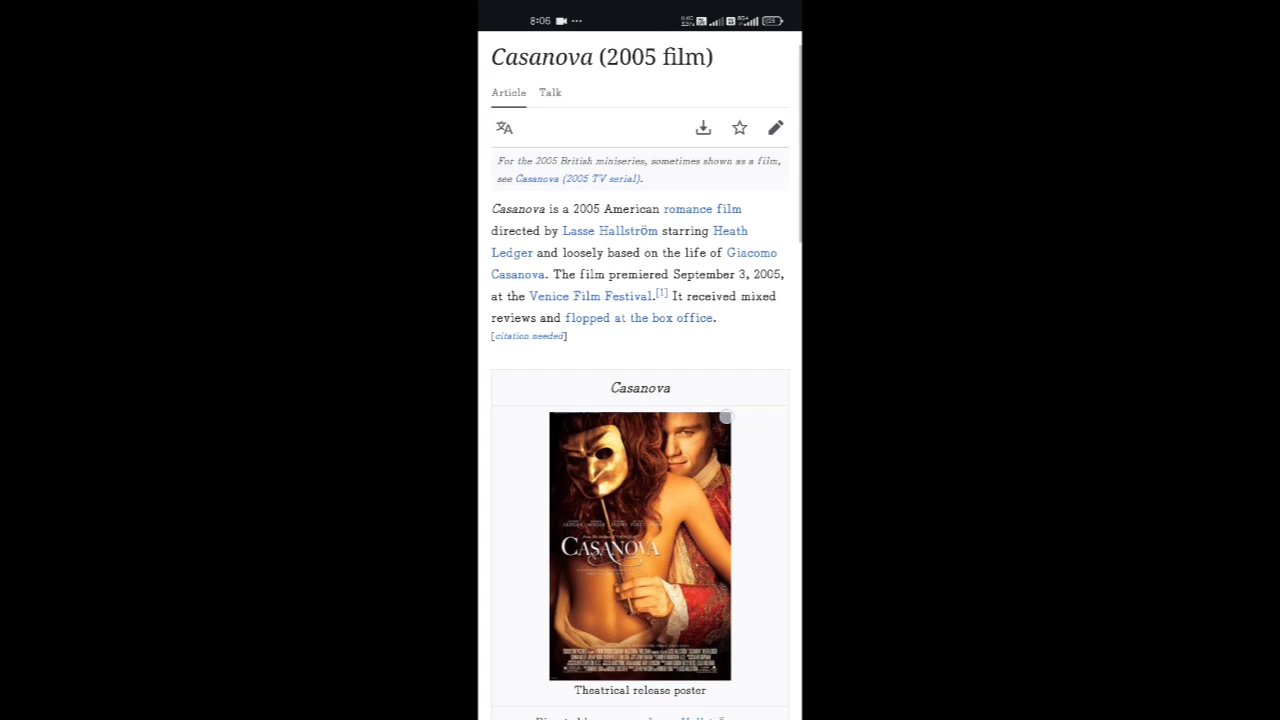 8:06
Casanova (2005 film)
Article Talk
For the 2005 British miniseries, sometimes shown as a film,
see Casanova (2005 TV serial).
Casanova is a 2005 American romance film
directed by Lasse Hallström starring Heath
Ledger and loosely based on the life of Giacomo
Casanova. The film premiered September 3, 2005,
at the Venice Film Festival.[1] It received mixed
reviews and flopped at the box office.
[citation needed]
Casanova
CASANOVA
Theatrical release poster